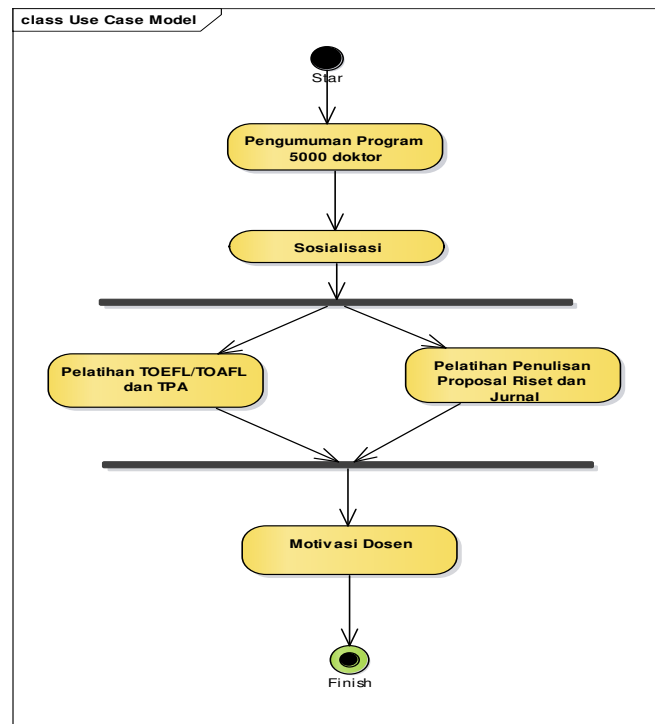 class Use Case Model
Star
Pengumuman Program
5000 doktor
Sosialisasi
Pelatihan TOEFL/TOAFL
dan TPA
Pelatihan Penulisan
Proposal Riset dan
Jurnal
Motivasi Dosen
Finish